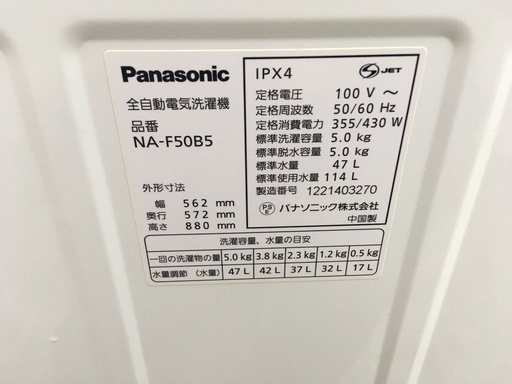 Panasonic
全自動電気洗濯機
品番
NA-F50B5
外形寸法
幅 562 mm
奥行 572 mm
高さ 880 mm
IPX4
S JET
定格電圧 100 V ～
定格周波数 50/60 Hz
定格消費電力 355/430 W
標準洗濯容量 5.0 kg
標準脱水容量 5.0 kg
標準水量 47 L
標準使用水量 114 L
製造番号 1221403270
PS E パナソニック株式会社
中国製
洗濯容量、水量の目安
一回の洗濯物の量 5.0 kg 3.8 kg 2.3 kg 1.2 kg 0.5 kg
水量調節（水量） 47 L 42 L 37 L 32 L 17 L